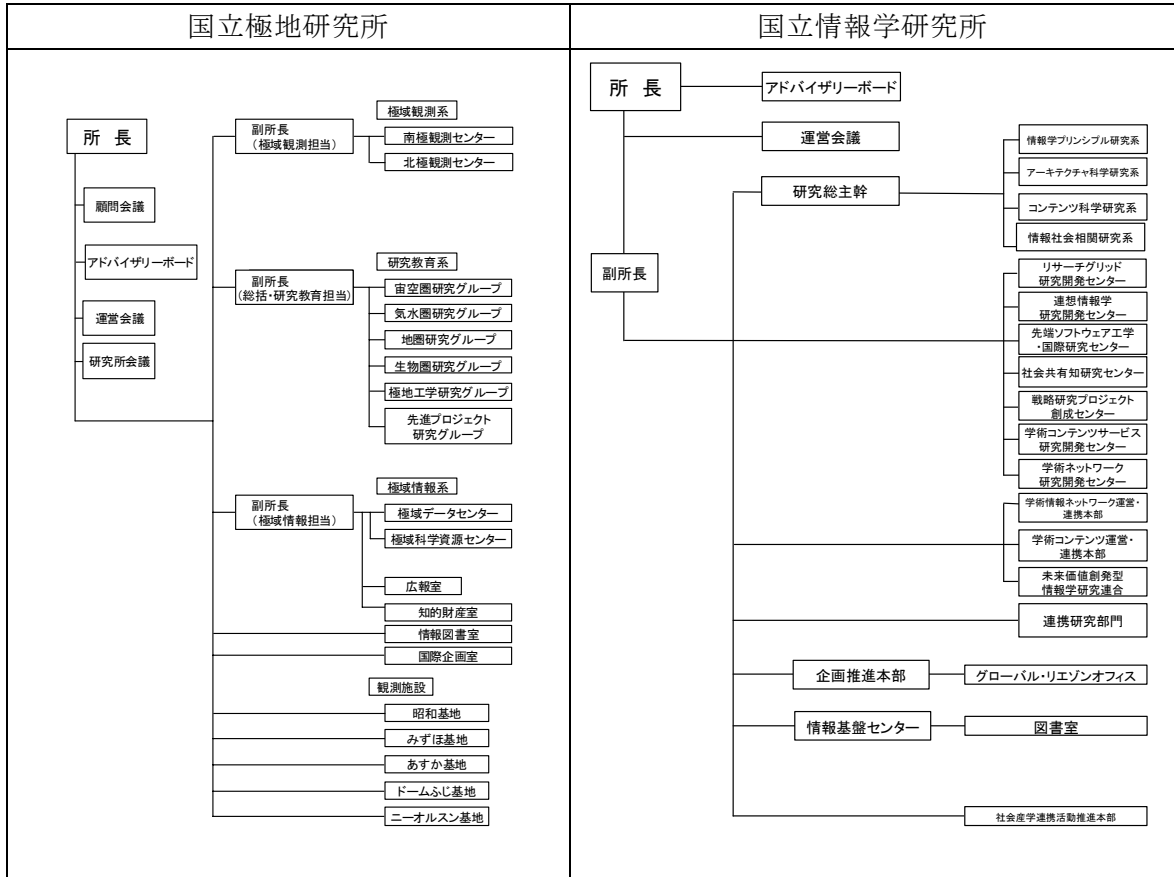 国立極地研究所
所 長
顧問会議
アドバイザリーボード
運営会議
研究所会議
副所長
(極域観測担当)
極域観測系
南極観測センター
北極観測センター
副所長
(総括・研究教育担当)
研究教育系
宙空圏研究グループ
気水圏研究グループ
地圏研究グループ
生物圏研究グループ
極地工学研究グループ
先進プロジェクト
研究グループ
副所長
(極域情報担当)
極域情報系
極域データセンター
極域科学資源センター
広報室
知的財産室
情報図書室
国際企画室
観測施設
昭和基地
みずほ基地
あすか基地
ドームふじ基地
ニーオルスン基地
国立情報学研究所
所 長
アドバイザリーボード
運営会議
研究総主幹
情報学プリンシプル研究系
アーキテクチャ科学研究系
コンテンツ科学研究系
情報社会相関研究系
副所長
リサーチグリッド
研究開発センター
連想情報学
研究開発センター
先端ソフトウェア工学
・国際研究センター
社会共有知研究センター
戦略研究プロジェクト
創成センター
学術コンテンツサービス
研究開発センター
学術ネットワーク
研究開発センター
学術情報ネットワーク運営・
連携本部
学術コンテンツ運営・
連携本部
未来価値創発型
情報学研究連合
連携研究部門
企画推進本部
グローバル・リエゾンオフィス
情報基盤センター
図書室
社会産学連携活動推進本部